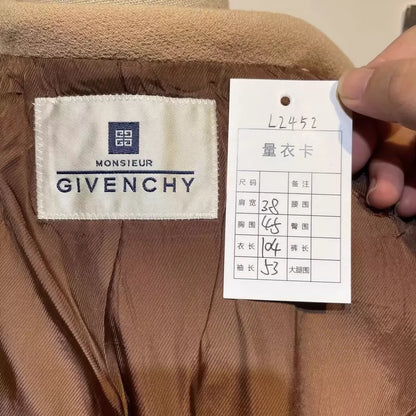 MONSIEUR
GIVENCHY
L2452
量衣卡
尺码 备注
肩宽 38 腰围
胸围 45 臀围
衣长 104 裤长
袖长 53 大腿围